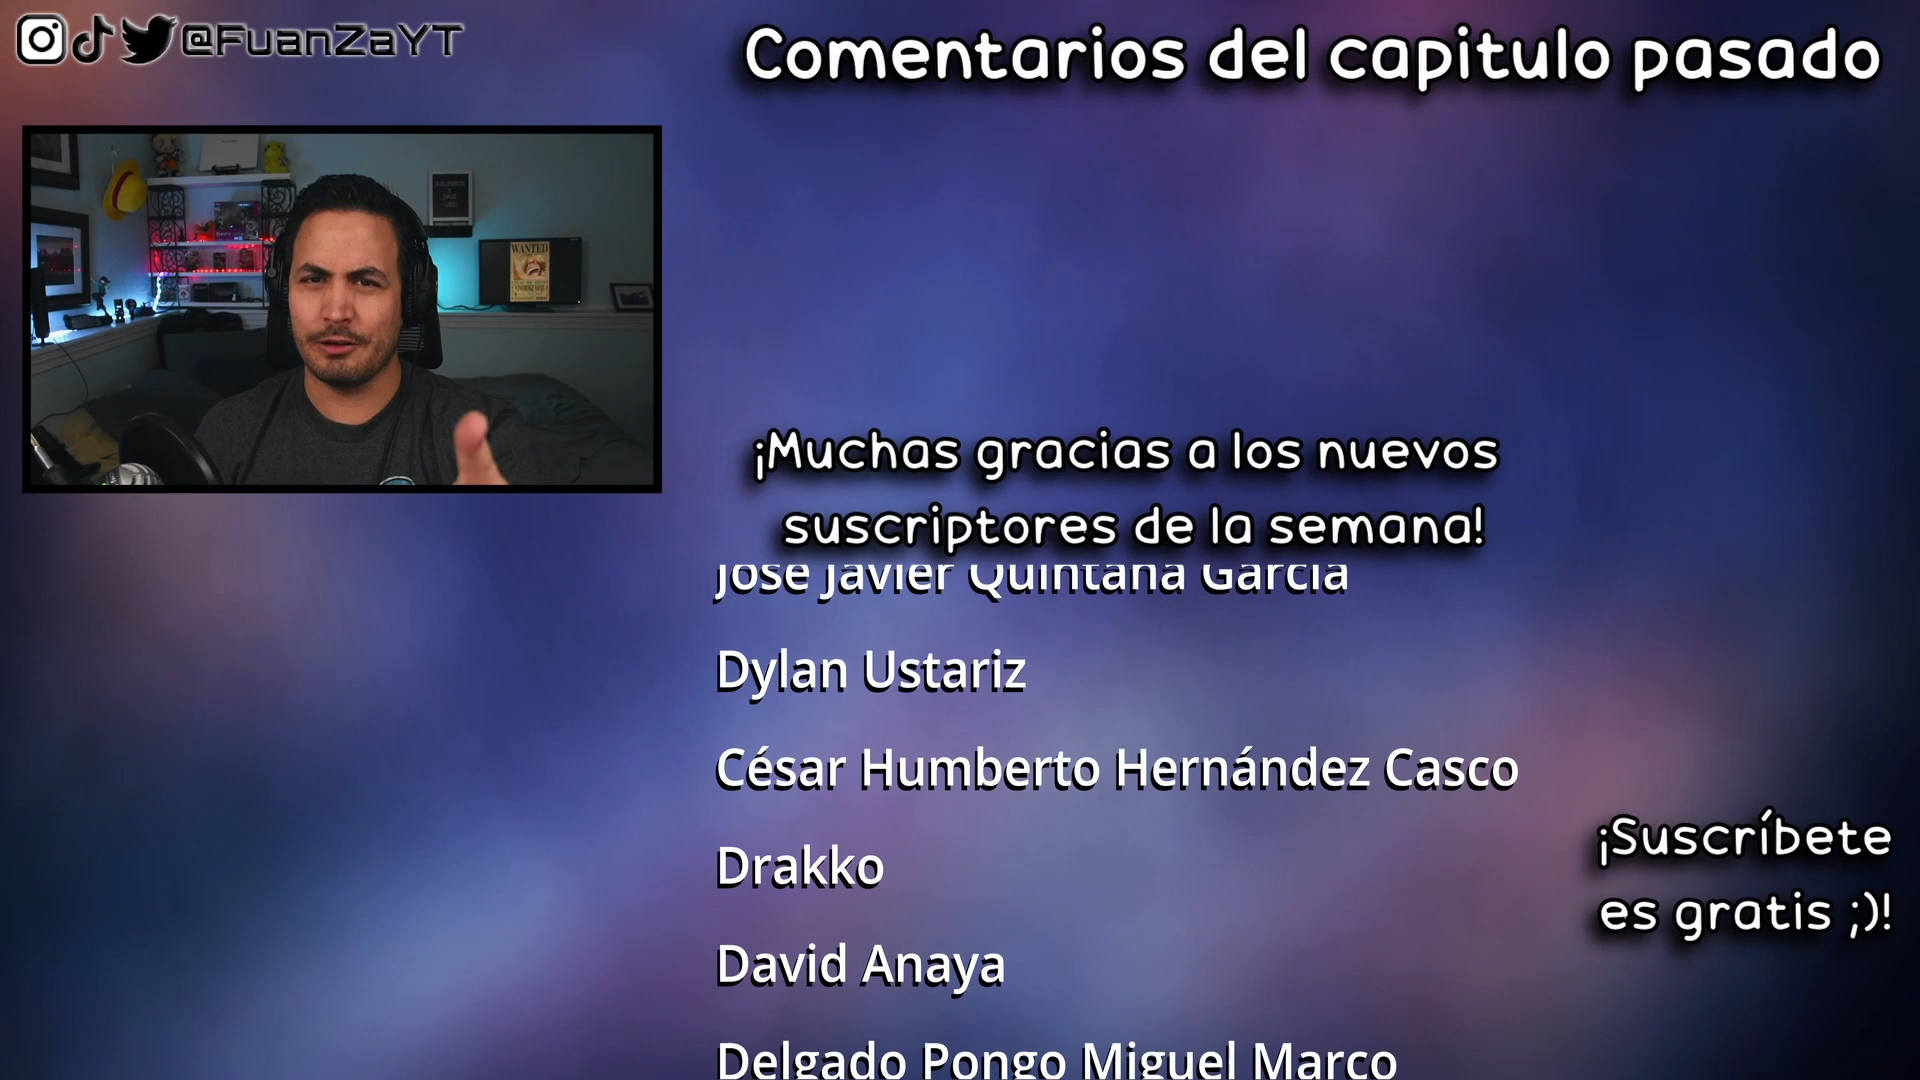 @FuanZaYT
Comentarios del capitulo pasado
WANTED
¡Muchas gracias a los nuevos
suscriptores de la semana!
Jose Javier Quintana Garcia
Dylan Ustariz
César Humberto Hernández Casco
Drakko
David Anaya
Delgado Pongo Miguel Marco
¡Suscríbete
es gratis ;)!